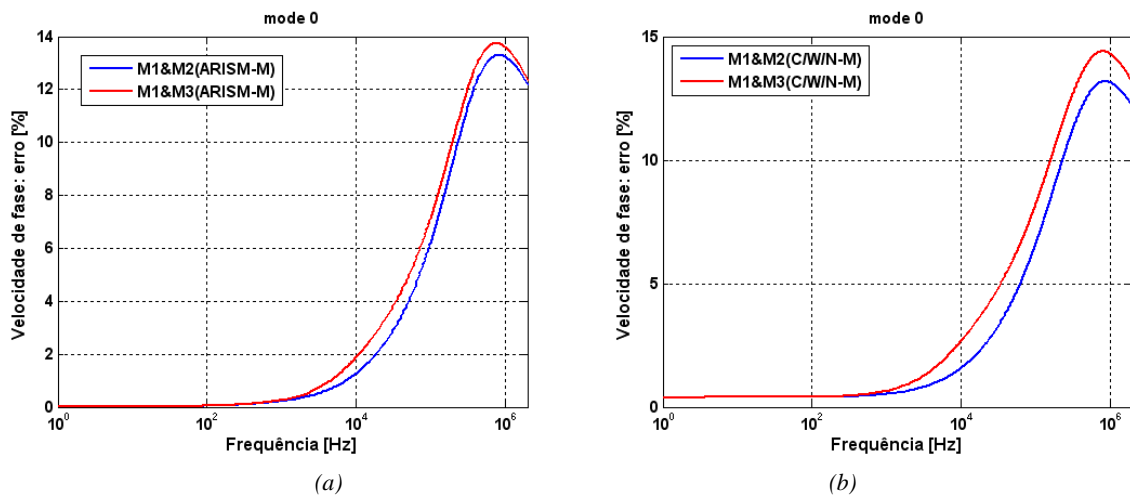 mode 0
14
12
10
8
6
4
2
0
Velocidade de fase: erro [%]
M1&M2(ARISM-M)
M1&M3(ARISM-M)
10^0
10^2
10^4
10^6
Frequência [Hz]
(a)
mode 0
15
10
5
0
Velocidade de fase: erro [%]
M1&M2(C/W/N-M)
M1&M3(C/W/N-M)
10^0
10^2
10^4
10^6
Frequência [Hz]
(b)